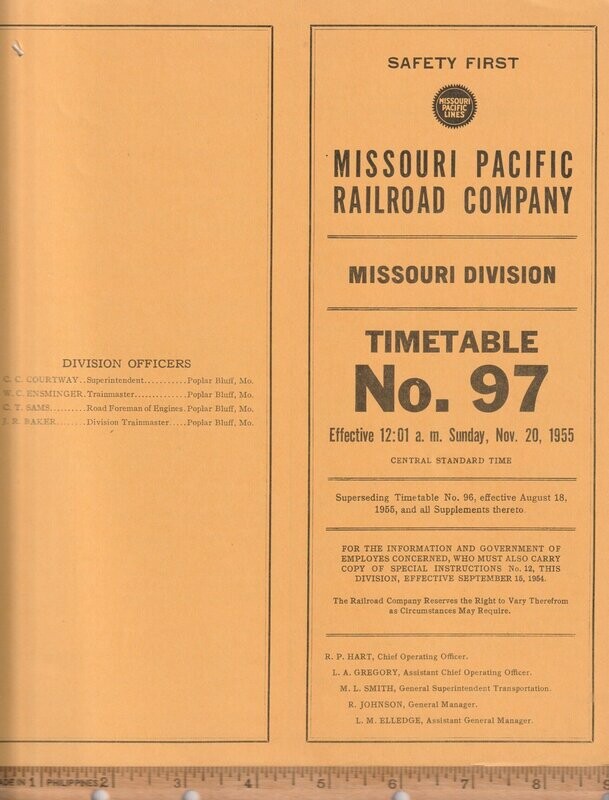 DIVISION OFFICERS
C. C. COURTWAY..Superintendent...........Poplar Bluff, Mo.
W. C. ENSMINGER.Trainmaster..............Poplar Bluff, Mo.
C. T. SAMS.........Road Foreman of Engines.Poplar Bluff, Mo.
J. R. BAKER.......Division Trainmaster.....Poplar Bluff, Mo.
SAFETY FIRST
MISSOURI
PACIFIC
LINES
MISSOURI PACIFIC
RAILROAD COMPANY
MISSOURI DIVISION
TIMETABLE
No. 97
Effective 12:01 a. m. Sunday, Nov. 20, 1955
CENTRAL STANDARD TIME
Superseding Timetable No. 96, effective August 18,
1955, and all Supplements thereto
FOR THE INFORMATION AND GOVERNMENT OF
EMPLOYES CONCERNED, WHO MUST ALSO CARRY
COPY OF SPECIAL INSTRUCTIONS No. 12, THIS
DIVISION, EFFECTIVE SEPTEMBER 15, 1954.
The Railroad Company Reserves the Right to Vary Therefrom
as Circumstances May Require.
R. P. HART, Chief Operating Officer.
L. A. GREGORY, Assistant Chief Operating Officer.
M. L. SMITH, General Superintendent Transportation.
R. JOHNSON, General Manager.
L. M. ELLEDGE, Assistant General Manager.
IN 1 PHILIPPINES 2 3 4 5 6 7 8 9